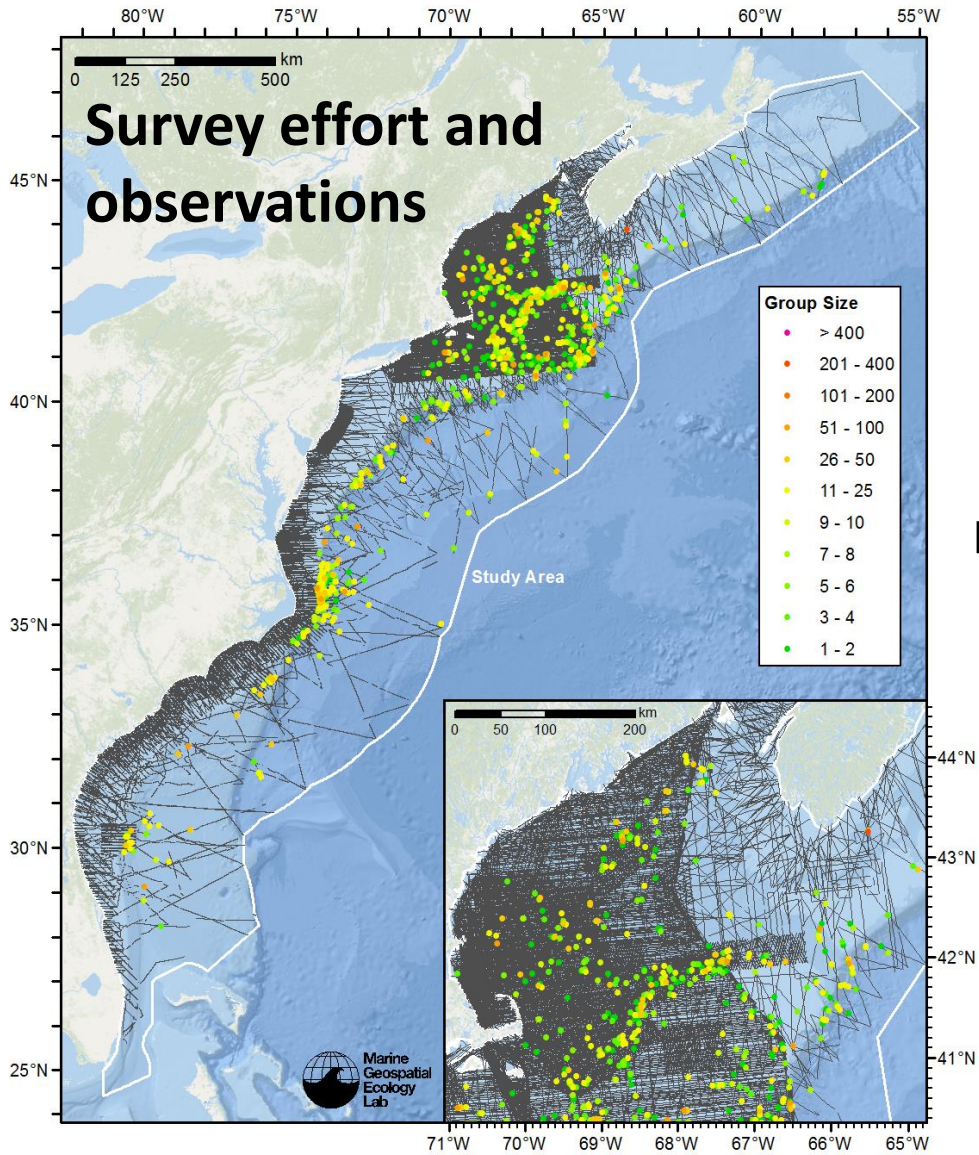 80°W 75°W 70°W 65°W 60°W 55°W
km
0 125 250 500
Survey effort and
observations
45°N
40°N
35°N
30°N
25°N
Group Size
> 400
201 - 400
101 - 200
51 - 100
26 - 50
11 - 25
9 - 10
7 - 8
5 - 6
3 - 4
1 - 2
Study Area
km
0 50 100 200
44°N
43°N
42°N
41°N
Marine
Geospatial
Ecology
Lab
71°W 70°W 69°W 68°W 67°W 66°W 65°W